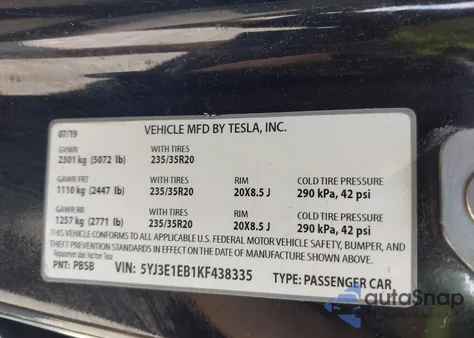 07/19 VEHICLE MFD BY TESLA, INC.
GVWR WITH TIRES
2301 kg (5072 lb) 235/35R20
GAWR FRT WITH TIRES RIM COLD TIRE PRESSURE
1110 kg (2447 lb) 235/35R20 20X8.5 J 290 kPa, 42 psi
GAWR RR WITH TIRES RIM COLD TIRE PRESSURE
1257 kg (2771 lb) 235/35R20 20X8.5 J 290 kPa, 42 psi
THIS VEHICLE CONFORMS TO ALL APPLICABLE U.S. FEDERAL MOTOR VEHICLE SAFETY, BUMPER, AND
THEFT PREVENTION STANDARDS IN EFFECT ON THE DATE OF MANUFACTURE SHOWN ABOVE.
Replacement label from Tesla
PNT: PBSB VIN: 5YJ3E1EB1KF438335 TYPE: PASSENGER CAR
autoSnap